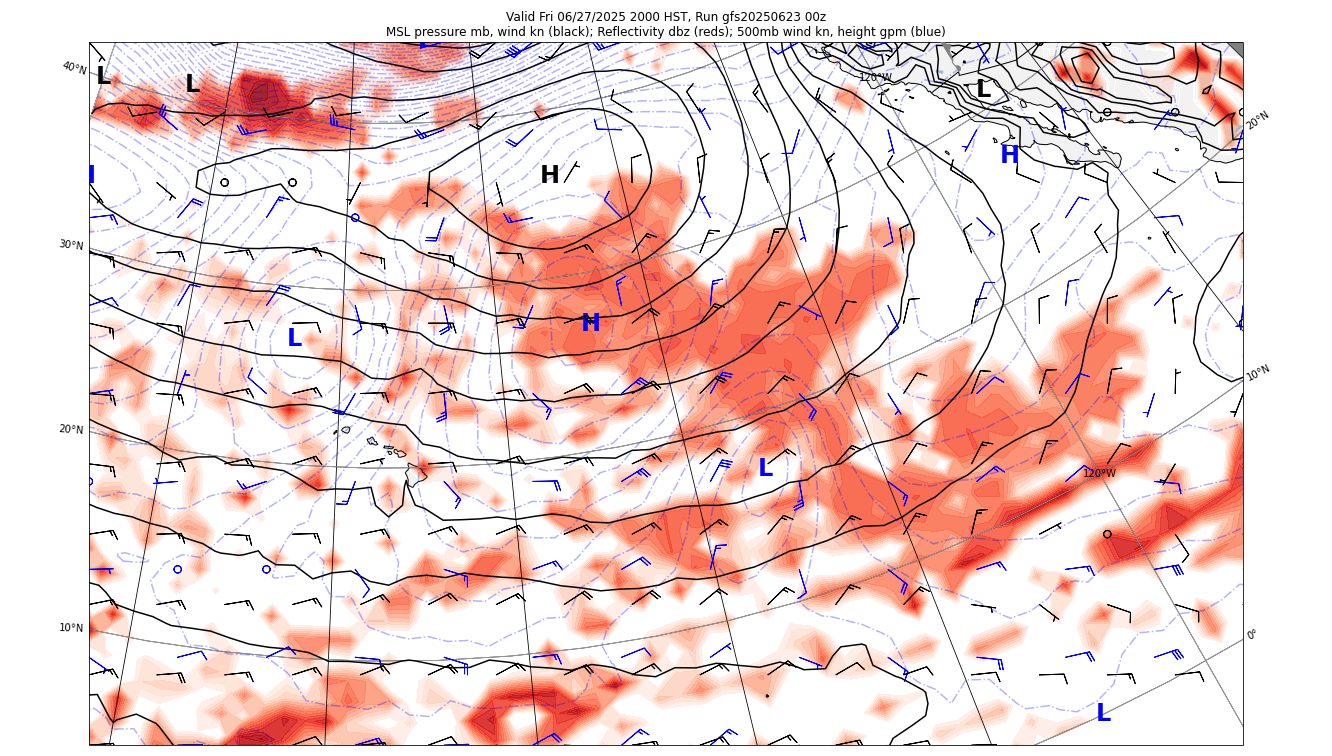 Valid Fri 06/27/2025 2000 HST, Run gfs20250623 00z
MSL pressure mb, wind kn (black); Reflectivity dbz (reds); 500mb wind kn, height gpm (blue)
40°N
L
L
120°W
L
20°N
H
H
H
30°N
L
H
10°N
20°N
L
120°W
10°N
0°
L